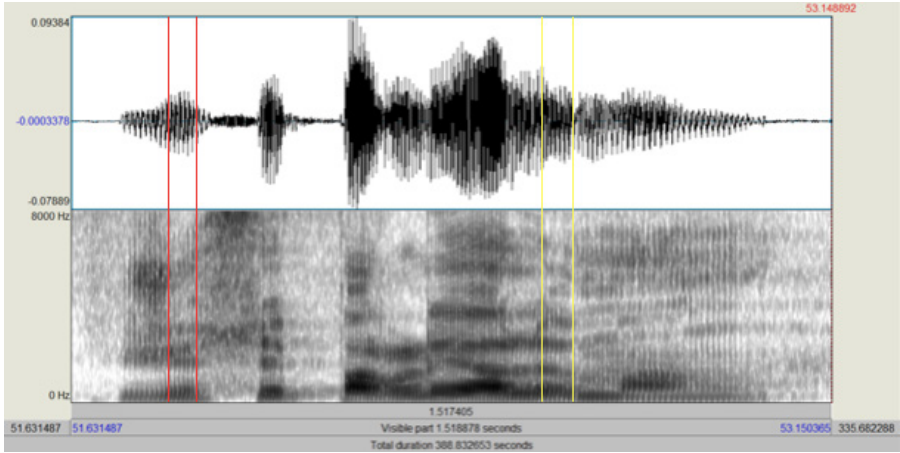 53.148892
0.09384
-0.0003378
-0.07889
8000 Hz
0 Hz
1.517405
51.631487 51.631487 Visible part 1.518878 seconds 53.150365 335.682288
Total duration 388.832653 seconds